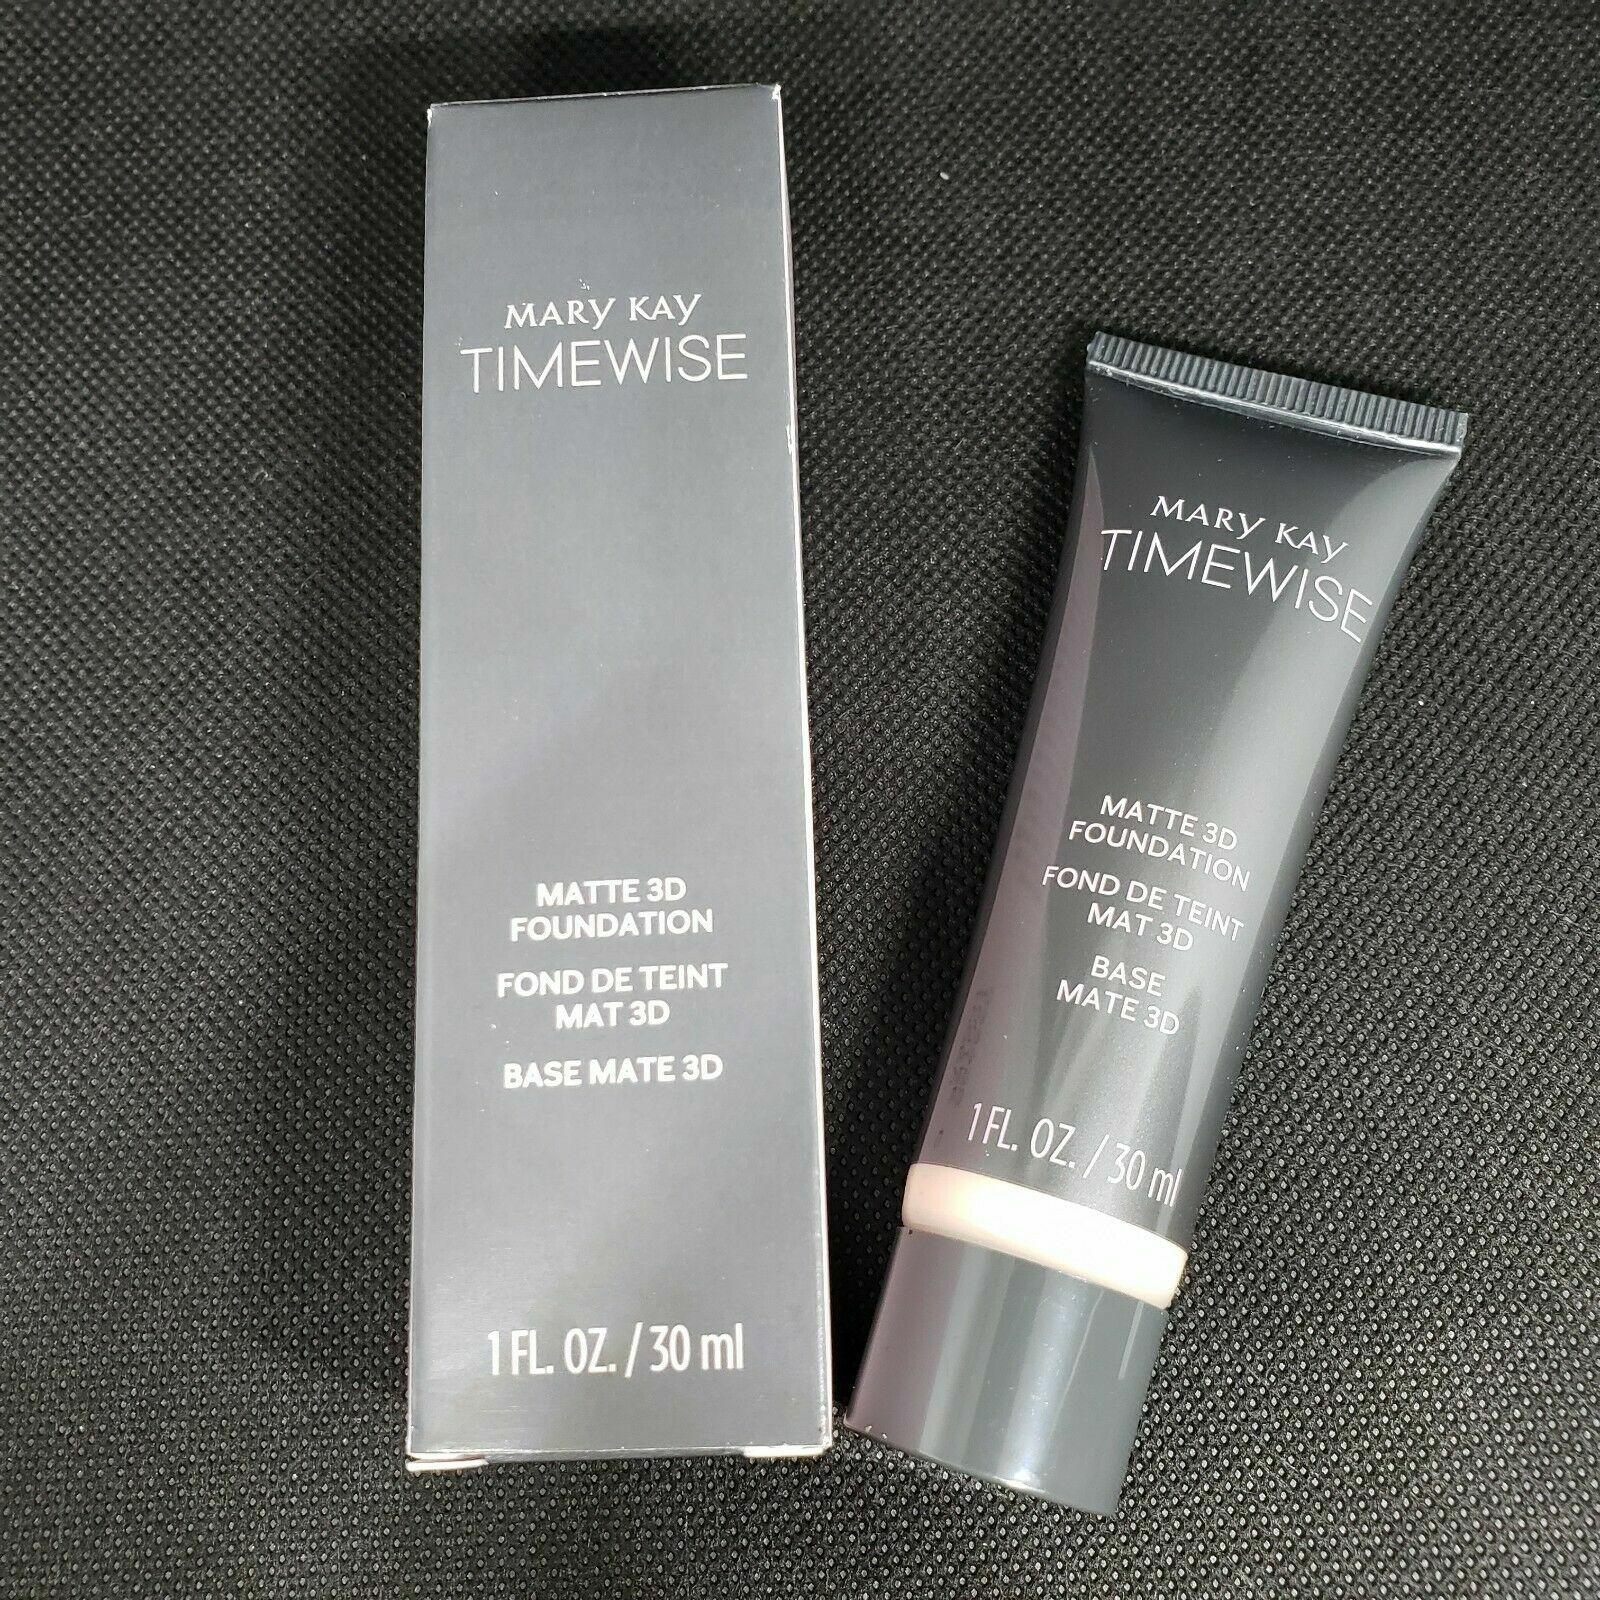 MARY KAY
TIMEWISE
MATTE 3D
FOUNDATION
FOND DE TEINT
MAT 3D
BASE MATE 3D
1 FL. OZ. / 30 ml
MARY KAY
TIMEWISE
MATTE 3D
FOUNDATION
FOND DE TEINT
MAT 3D
BASE
MATE 3D
1 FL. OZ. / 30 ml